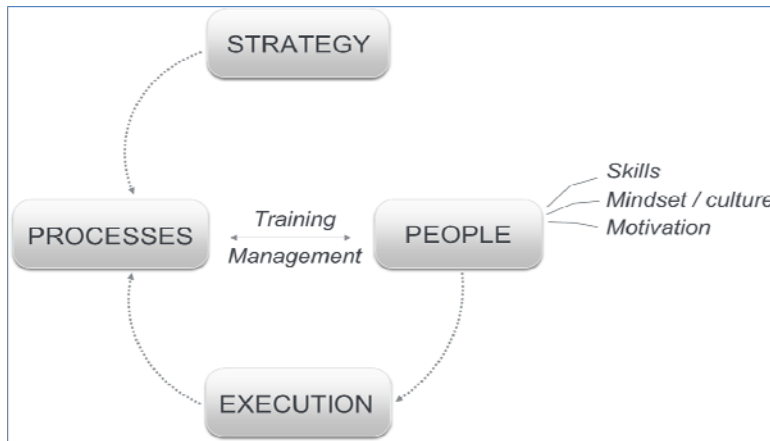 STRATEGY
Skills
Mindset / culture
Motivation
PROCESSES
Training
Management
PEOPLE
EXECUTION